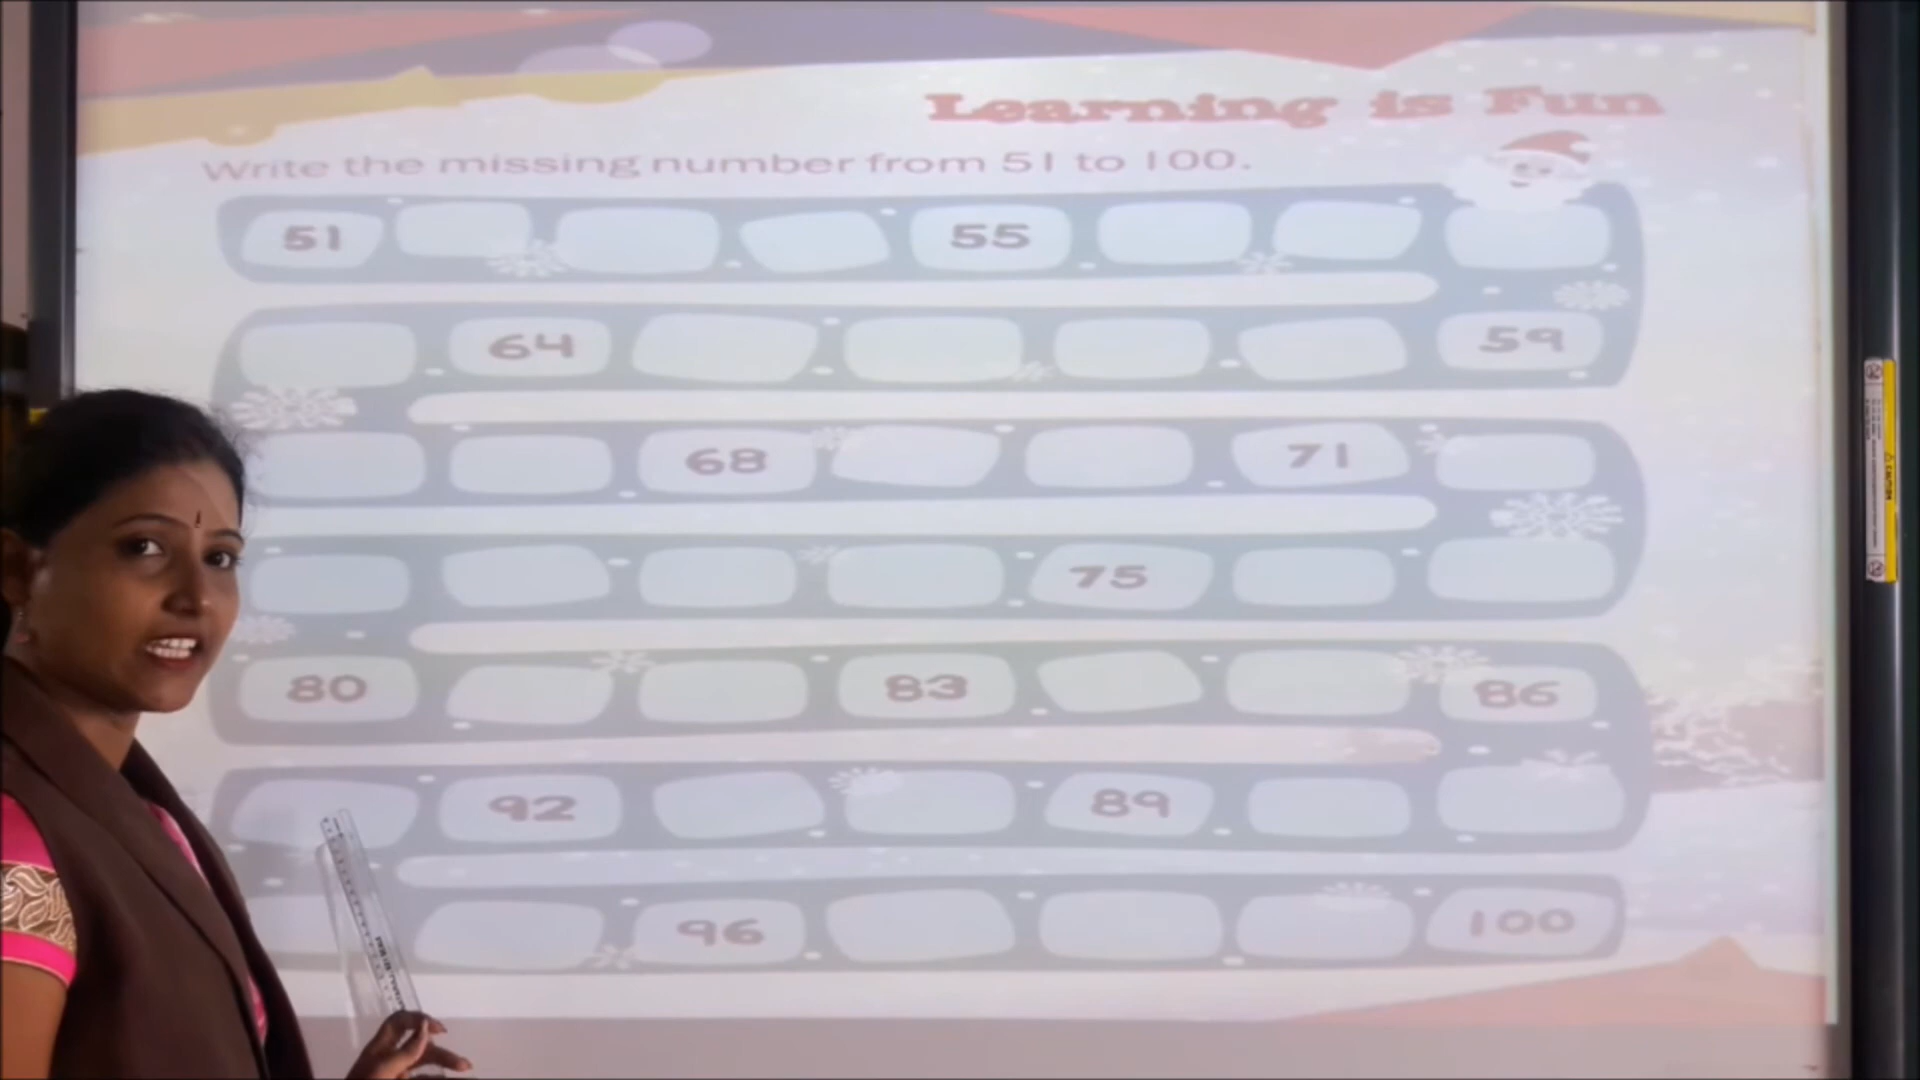 Learning is Fun
Write the missing number from 51 to 100.
51 55
64 59
68 71
75
80 83 86
92 89
96 100
CAUTION